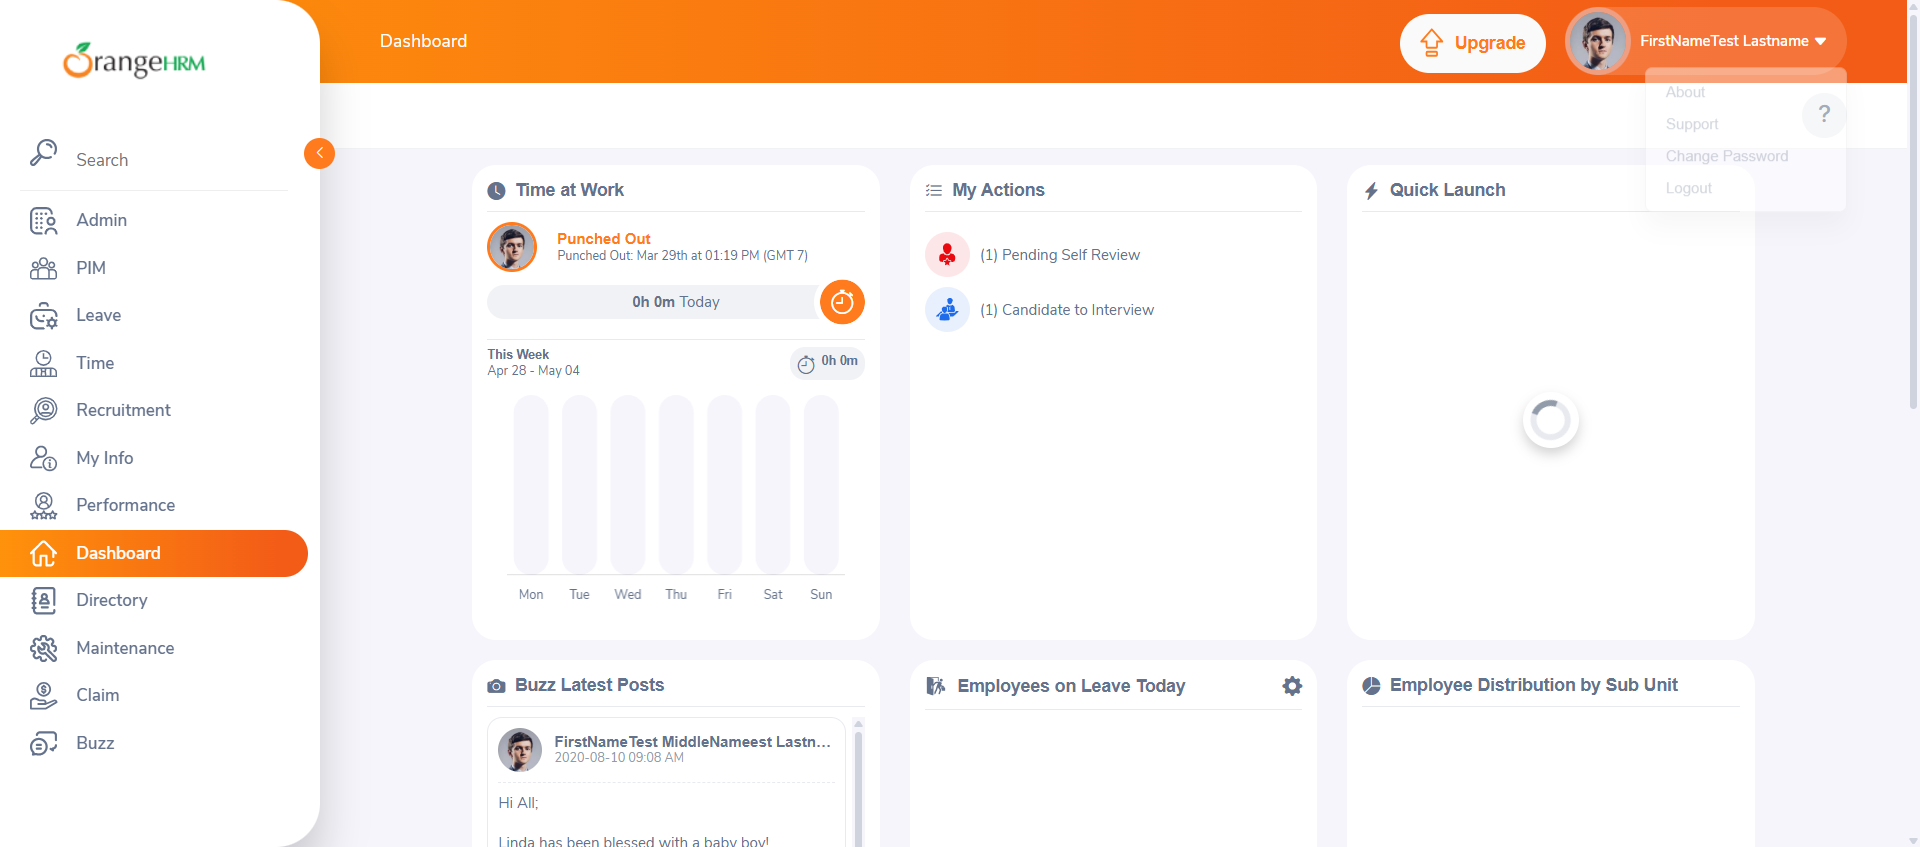 OrangeHRM
Dashboard
Upgrade
FirstNameTest Lastname
About
Support
Change Password
Logout
?
Search
Admin
PIM
Leave
Time
Recruitment
My Info
Performance
Dashboard
Directory
Maintenance
Claim
Buzz
Time at Work
Punched Out
Punched Out: Mar 29th at 01:19 PM (GMT 7)
0h 0m Today
This Week
Apr 28 - May 04
0h 0m
Mon Tue Wed Thu Fri Sat Sun
My Actions
(1) Pending Self Review
(1) Candidate to Interview
Quick Launch
Buzz Latest Posts
FirstNameTest MiddleNameest Lastn...
2020-08-10 09:08 AM
Hi All;
Linda has been blessed with a baby boy!
Employees on Leave Today
Employee Distribution by Sub Unit